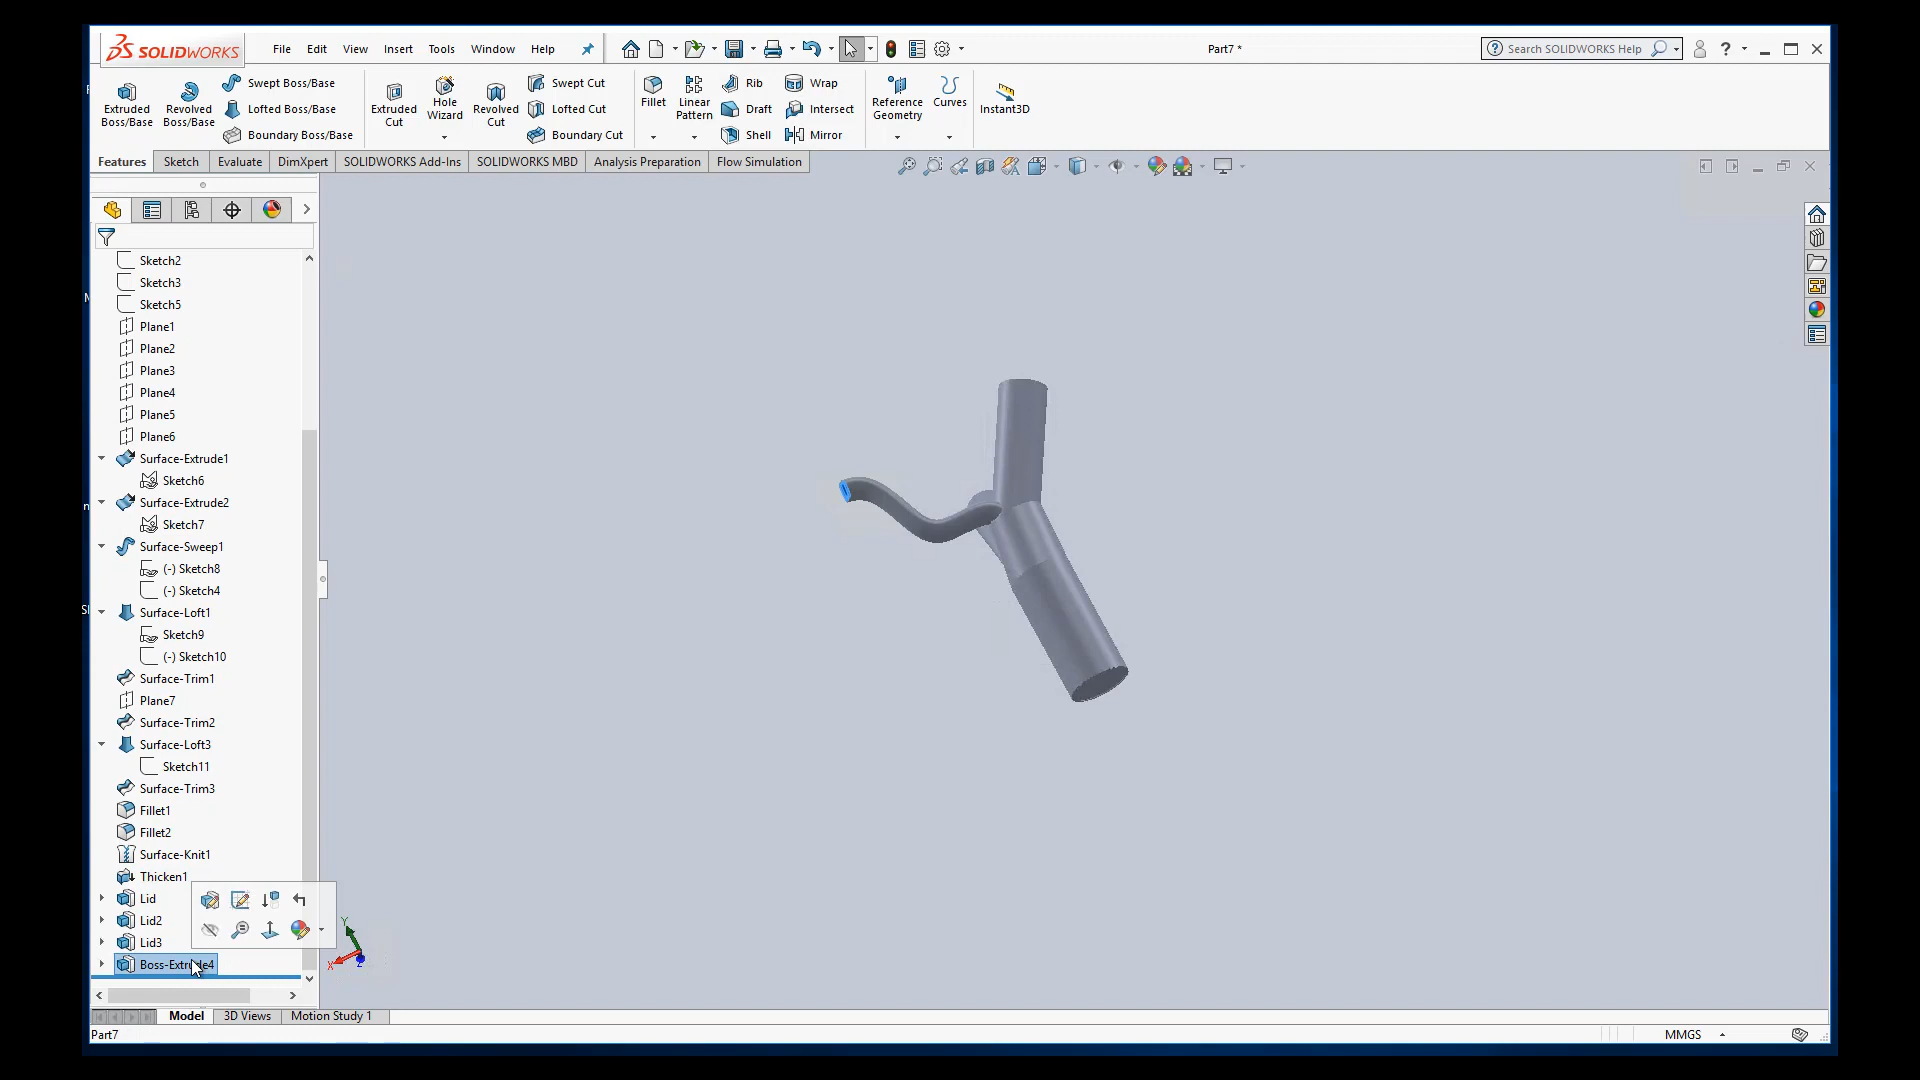 SOLIDWORKS File Edit View Insert Tools Window Help Part7 * Search SOLIDWORKS Help ?
Extruded Boss/Base
Revolved Boss/Base
Swept Boss/Base
Lofted Boss/Base
Boundary Boss/Base
Extruded Cut
Hole Wizard
Revolved Cut
Swept Cut
Lofted Cut
Boundary Cut
Fillet
Linear Pattern
Rib
Draft
Shell
Wrap
Intersect
Mirror
Reference Geometry
Curves
Instant3D
Features Sketch Evaluate DimXpert SOLIDWORKS Add-Ins SOLIDWORKS MBD Analysis Preparation Flow Simulation
Sketch2
Sketch3
Sketch5
Plane1
Plane2
Plane3
Plane4
Plane5
Plane6
Surface-Extrude1
Sketch6
Surface-Extrude2
Sketch7
Surface-Sweep1
(-) Sketch8
(-) Sketch4
Surface-Loft1
Sketch9
(-) Sketch10
Surface-Trim1
Plane7
Surface-Trim2
Surface-Loft3
Sketch11
Surface-Trim3
Fillet1
Fillet2
Surface-Knit1
Thicken1
Lid
Lid2
Lid3
Boss-Extrude4
Y
X
Z
Model 3D Views Motion Study 1
Part7 MMGS